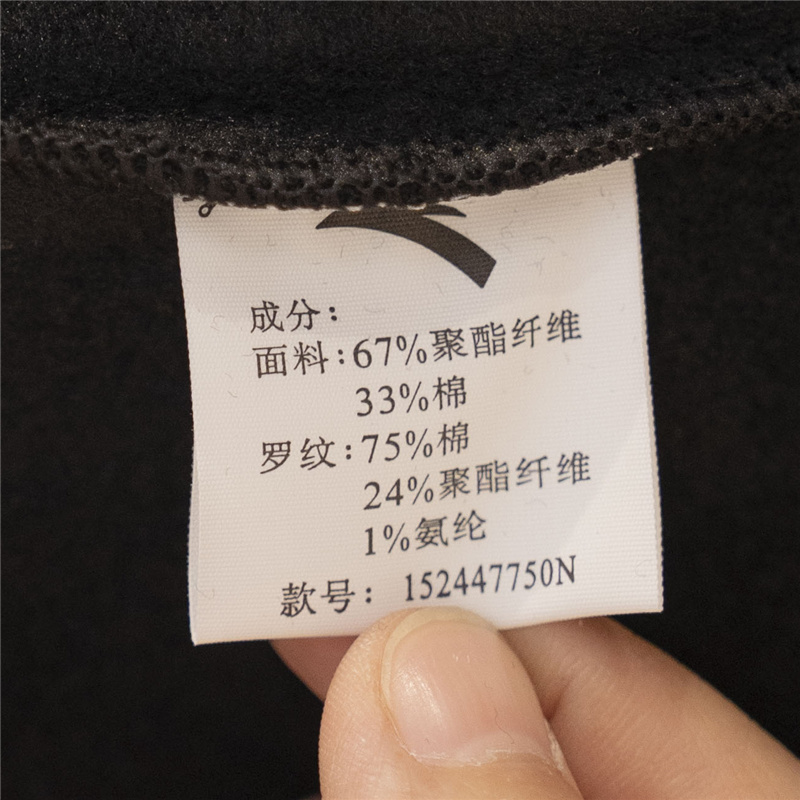 成分：
面料：67%聚酯纤维
33%棉
罗纹：75%棉
24%聚酯纤维
1%氨纶
款号：152447750N